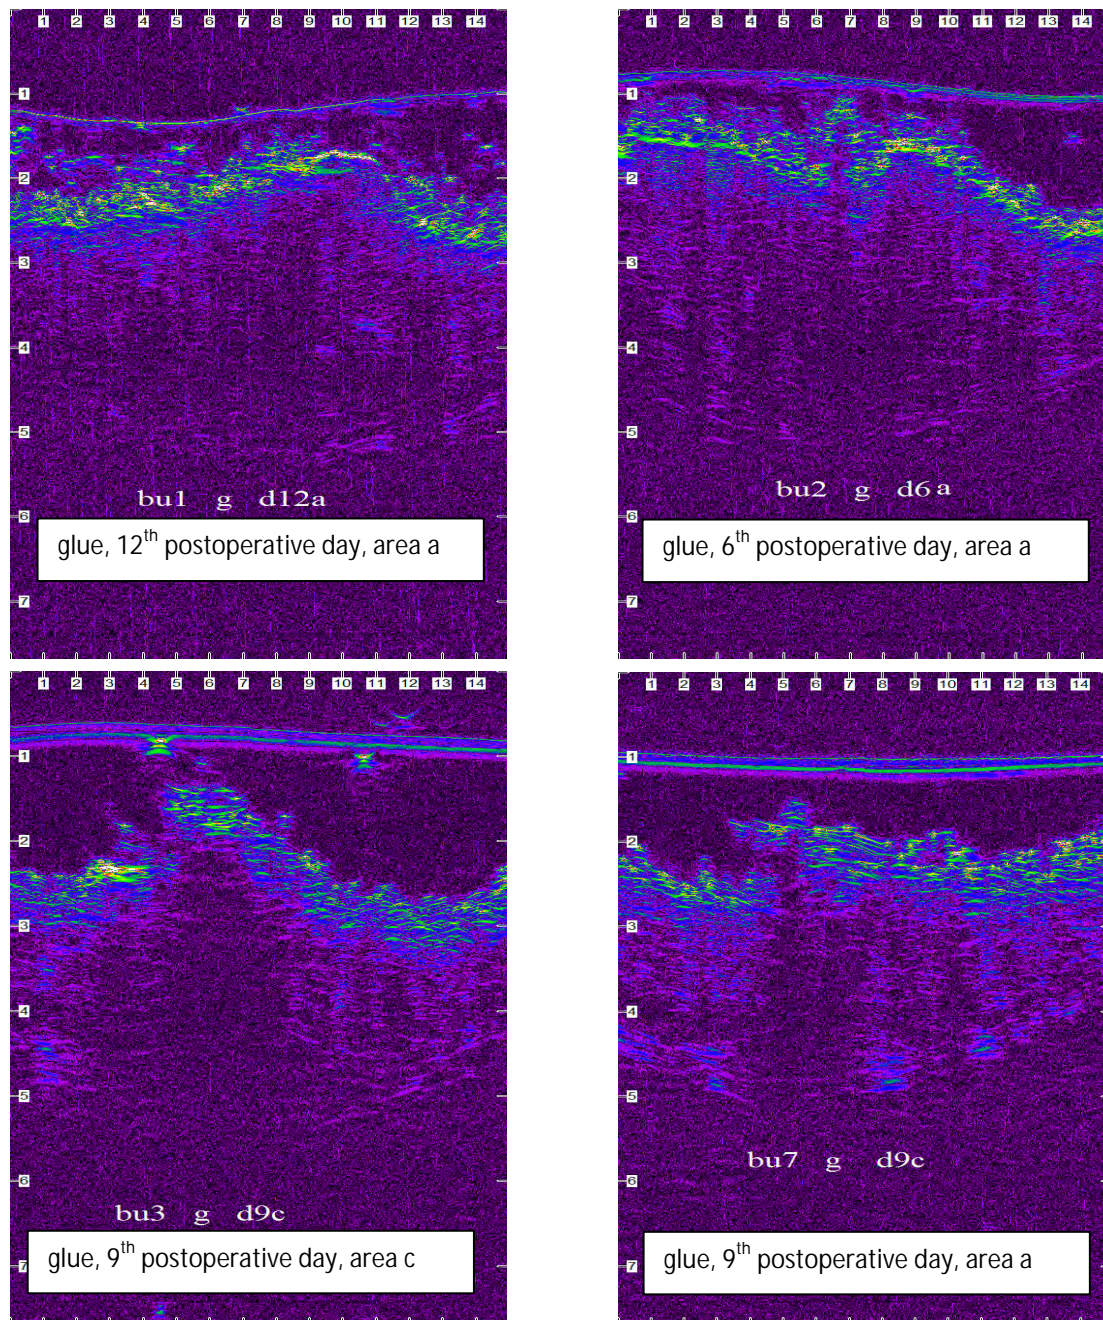 1 2 3 4 5 6 7 8 9 10 11 12 13 14
1
2
3
4
5
bu1 g d12a
6
glue, 12th postoperative day, area a
7
1 2 3 4 5 6 7 8 9 10 11 12 13 14
1
2
3
4
5
bu2 g d6 a
6
glue, 6th postoperative day, area a
7
1 2 3 4 5 6 7 8 9 10 11 12 13 14
1
2
3
4
5
6
bu3 g d9c
glue, 9th postoperative day, area c
7
1 2 3 4 5 6 7 8 9 10 11 12 13 14
1
2
3
4
5
bu7 g d9c
6
glue, 9th postoperative day, area a
7